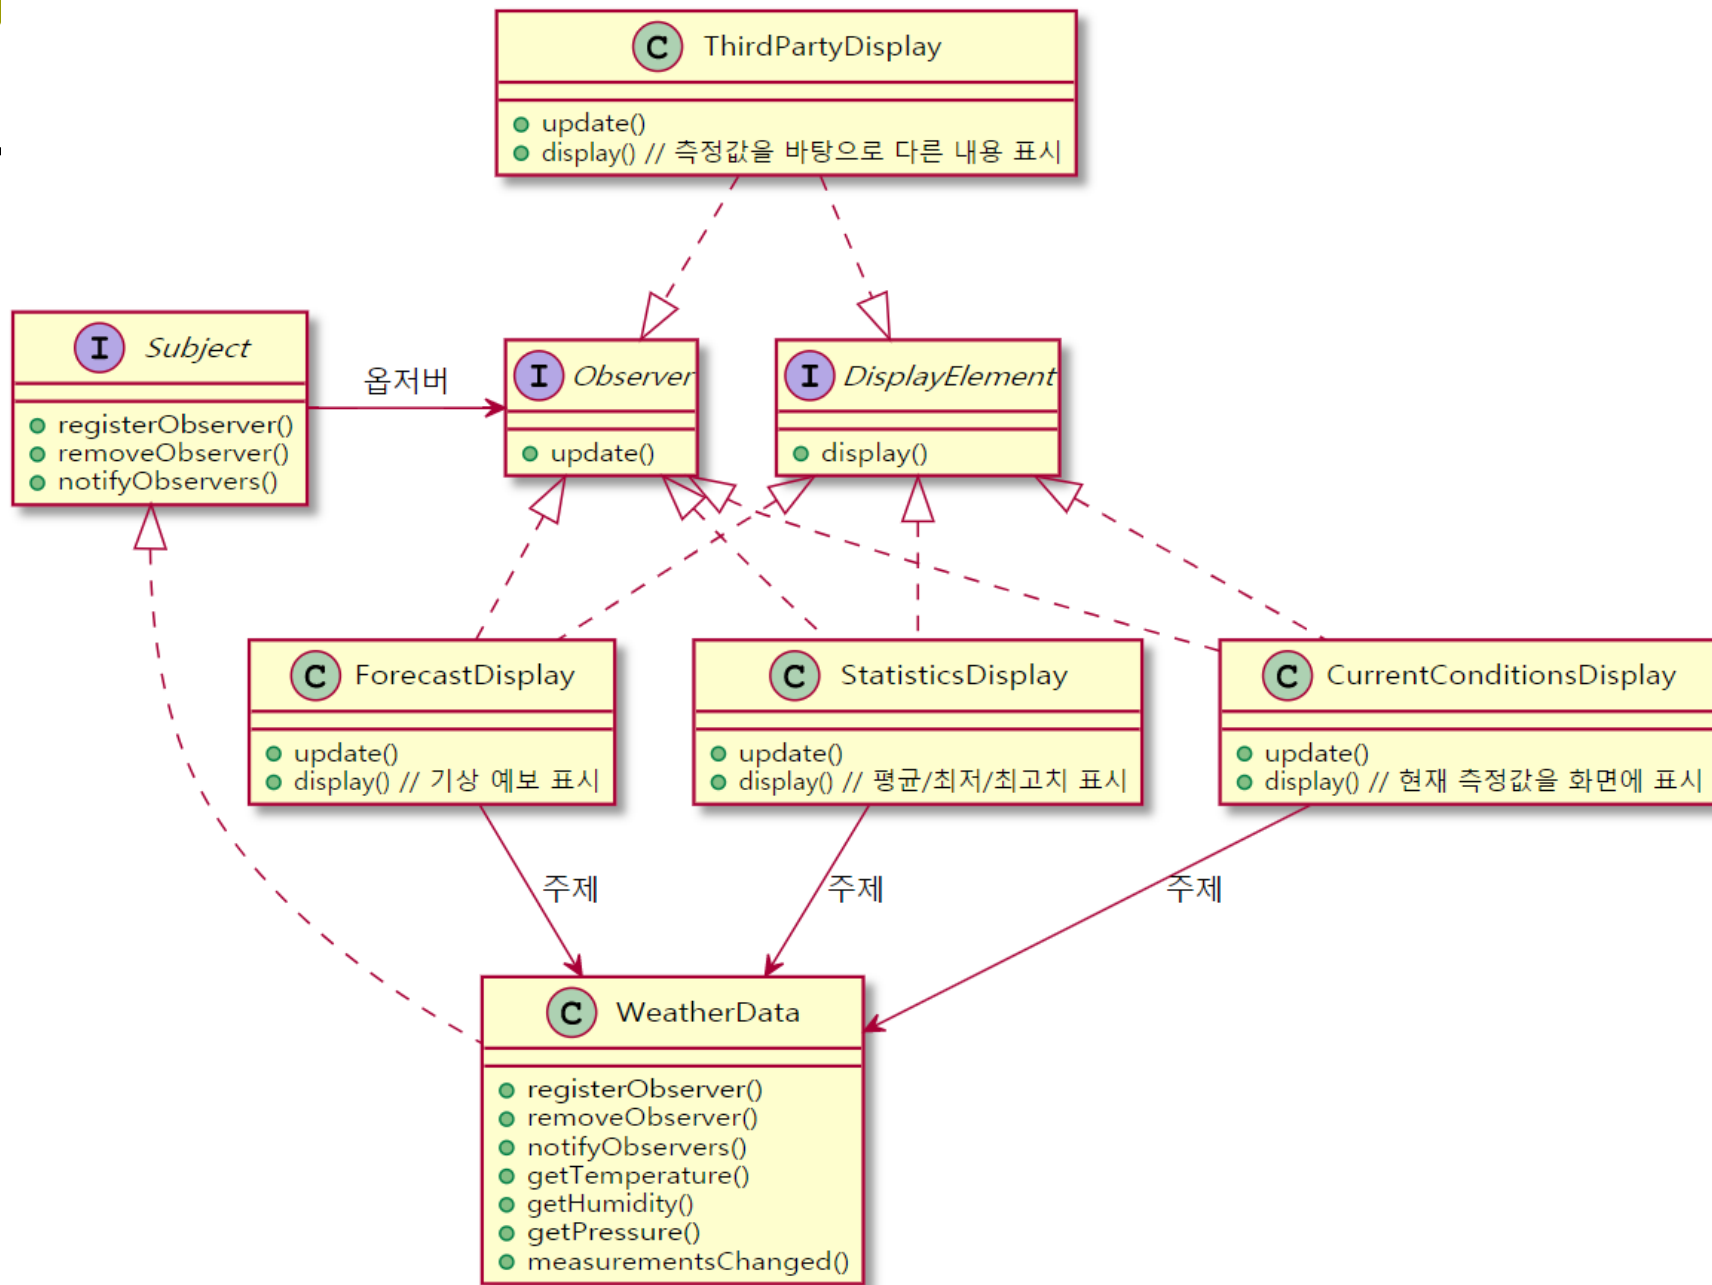 C ThirdPartyDisplay
update()
display() // 측정값을 바탕으로 다른 내용 표시
I Subject
registerObserver()
removeObserver()
notifyObservers()
옵저버
I Observer
update()
I DisplayElement
display()
C ForecastDisplay
update()
display() // 기상 예보 표시
C StatisticsDisplay
update()
display() // 평균/최저/최고치 표시
C CurrentConditionsDisplay
update()
display() // 현재 측정값을 화면에 표시
주제
주제
주제
C WeatherData
registerObserver()
removeObserver()
notifyObservers()
getTemperature()
getHumidity()
getPressure()
measurementsChanged()